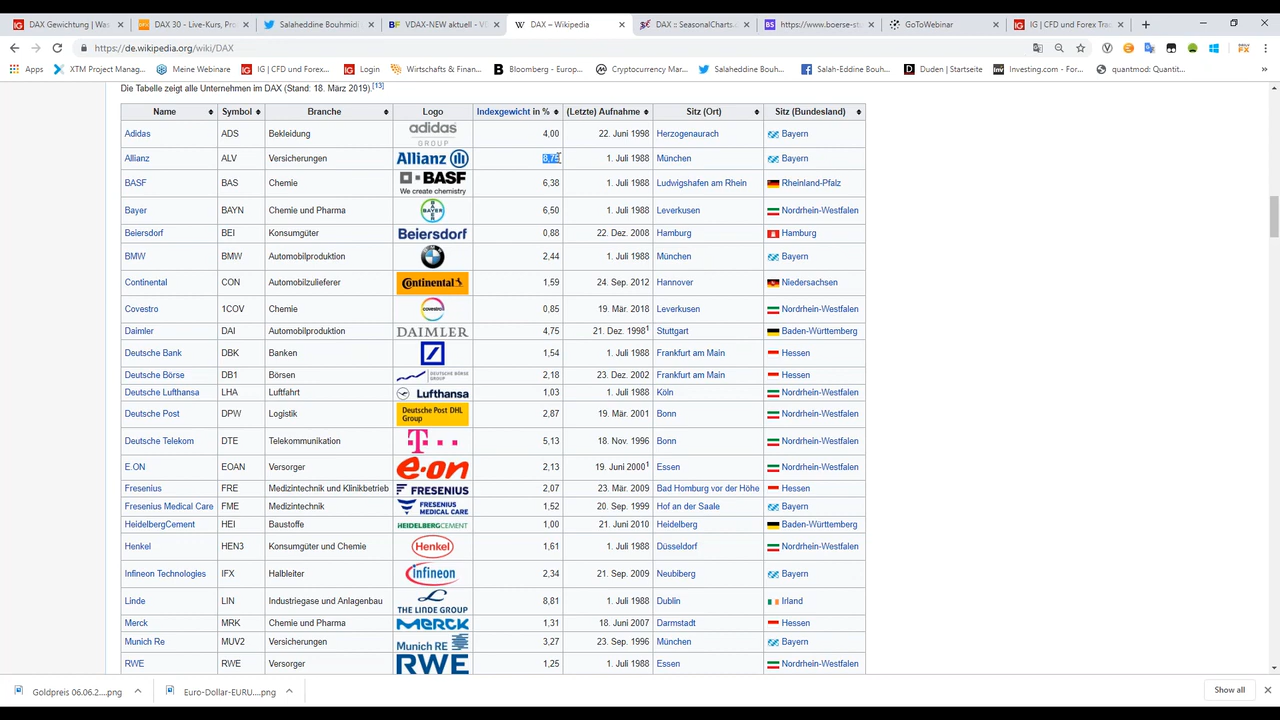 DAX Gewichtung | Was
DAX 30 - Live-Kurs, Pro
Salaheddine Bouhmidi
VDAX-NEW aktuell - VD
DAX – Wikipedia
DAX :: SeasonalCharts.c
https://www.boerse-stu
GoToWebinar
IG | CFD und Forex Tra
https://de.wikipedia.org/wiki/DAX
Apps
XTM Project Manag...
Meine Webinare
IG | CFD und Forex...
Login
Wirtschafts & Finan...
Bloomberg - Europ...
Cryptocurrency Mar...
Salaheddine Bouh...
Salah-Eddine Bouh...
Duden | Startseite
Investing.com - For...
quantmod: Quantit...
Die Tabelle zeigt alle Unternehmen im DAX (Stand: 18. März 2019).[13]
Name Symbol Branche Logo Indexgewicht in % (Letzte) Aufnahme Sitz (Ort) Sitz (Bundesland)
Adidas ADS Bekleidung adidas GROUP 4,00 22. Juni 1998 Herzogenaurach Bayern
Allianz ALV Versicherungen Allianz 1. Juli 1988 München Bayern
BASF BAS Chemie BASF We create chemistry 6,38 1. Juli 1988 Ludwigshafen am Rhein Rheinland-Pfalz
Bayer BAYN Chemie und Pharma BAYER 6,50 1. Juli 1988 Leverkusen Nordrhein-Westfalen
Beiersdorf BEI Konsumgüter Beiersdorf 0,88 22. Dez. 2008 Hamburg Hamburg
BMW BMW Automobilproduktion 2,44 1. Juli 1988 München Bayern
Continental CON Automobilzulieferer Continental 1,59 24. Sep. 2012 Hannover Niedersachsen
Covestro 1COV Chemie covestro 0,85 19. Mär. 2018 Leverkusen Nordrhein-Westfalen
Daimler DAI Automobilproduktion DAIMLER 4,75 21. Dez. 1998¹ Stuttgart Baden-Württemberg
Deutsche Bank DBK Banken 1,54 1. Juli 1988 Frankfurt am Main Hessen
Deutsche Börse DB1 Börsen DEUTSCHE BÖRSE GROUP 2,18 23. Dez. 2002 Frankfurt am Main Hessen
Deutsche Lufthansa LHA Luftfahrt Lufthansa 1,03 1. Juli 1988 Köln Nordrhein-Westfalen
Deutsche Post DPW Logistik Deutsche Post DHL Group 2,87 19. Mär. 2001 Bonn Nordrhein-Westfalen
Deutsche Telekom DTE Telekommunikation T 5,13 18. Nov. 1996 Bonn Nordrhein-Westfalen
E.ON EOAN Versorger e·on 2,13 19. Juni 2000¹ Essen Nordrhein-Westfalen
Fresenius FRE Medizintechnik und Klinikbetrieb FRESENIUS 2,07 23. Mär. 2009 Bad Homburg vor der Höhe Hessen
Fresenius Medical Care FME Medizintechnik FRESENIUS MEDICAL CARE 1,52 20. Sep. 1999 Hof an der Saale Bayern
HeidelbergCement HEI Baustoffe HEIDELBERGCEMENT 1,00 21. Juni 2010 Heidelberg Baden-Württemberg
Henkel HEN3 Konsumgüter und Chemie Henkel 1,61 1. Juli 1988 Düsseldorf Nordrhein-Westfalen
Infineon Technologies IFX Halbleiter infineon 2,34 21. Sep. 2009 Neubiberg Bayern
Linde LIN Industriegase und Anlagenbau THE LINDE GROUP 8,81 1. Juli 1988 Dublin Irland
Merck MRK Chemie und Pharma MERCK 1,31 18. Juni 2007 Darmstadt Hessen
Munich Re MUV2 Versicherungen Munich RE 3,27 23. Sep. 1996 München Bayern
RWE RWE Versorger RWE 1,25 1. Juli 1988 Essen Nordrhein-Westfalen
Goldpreis 06.06.2....png
Euro-Dollar-EURU....png
Show all